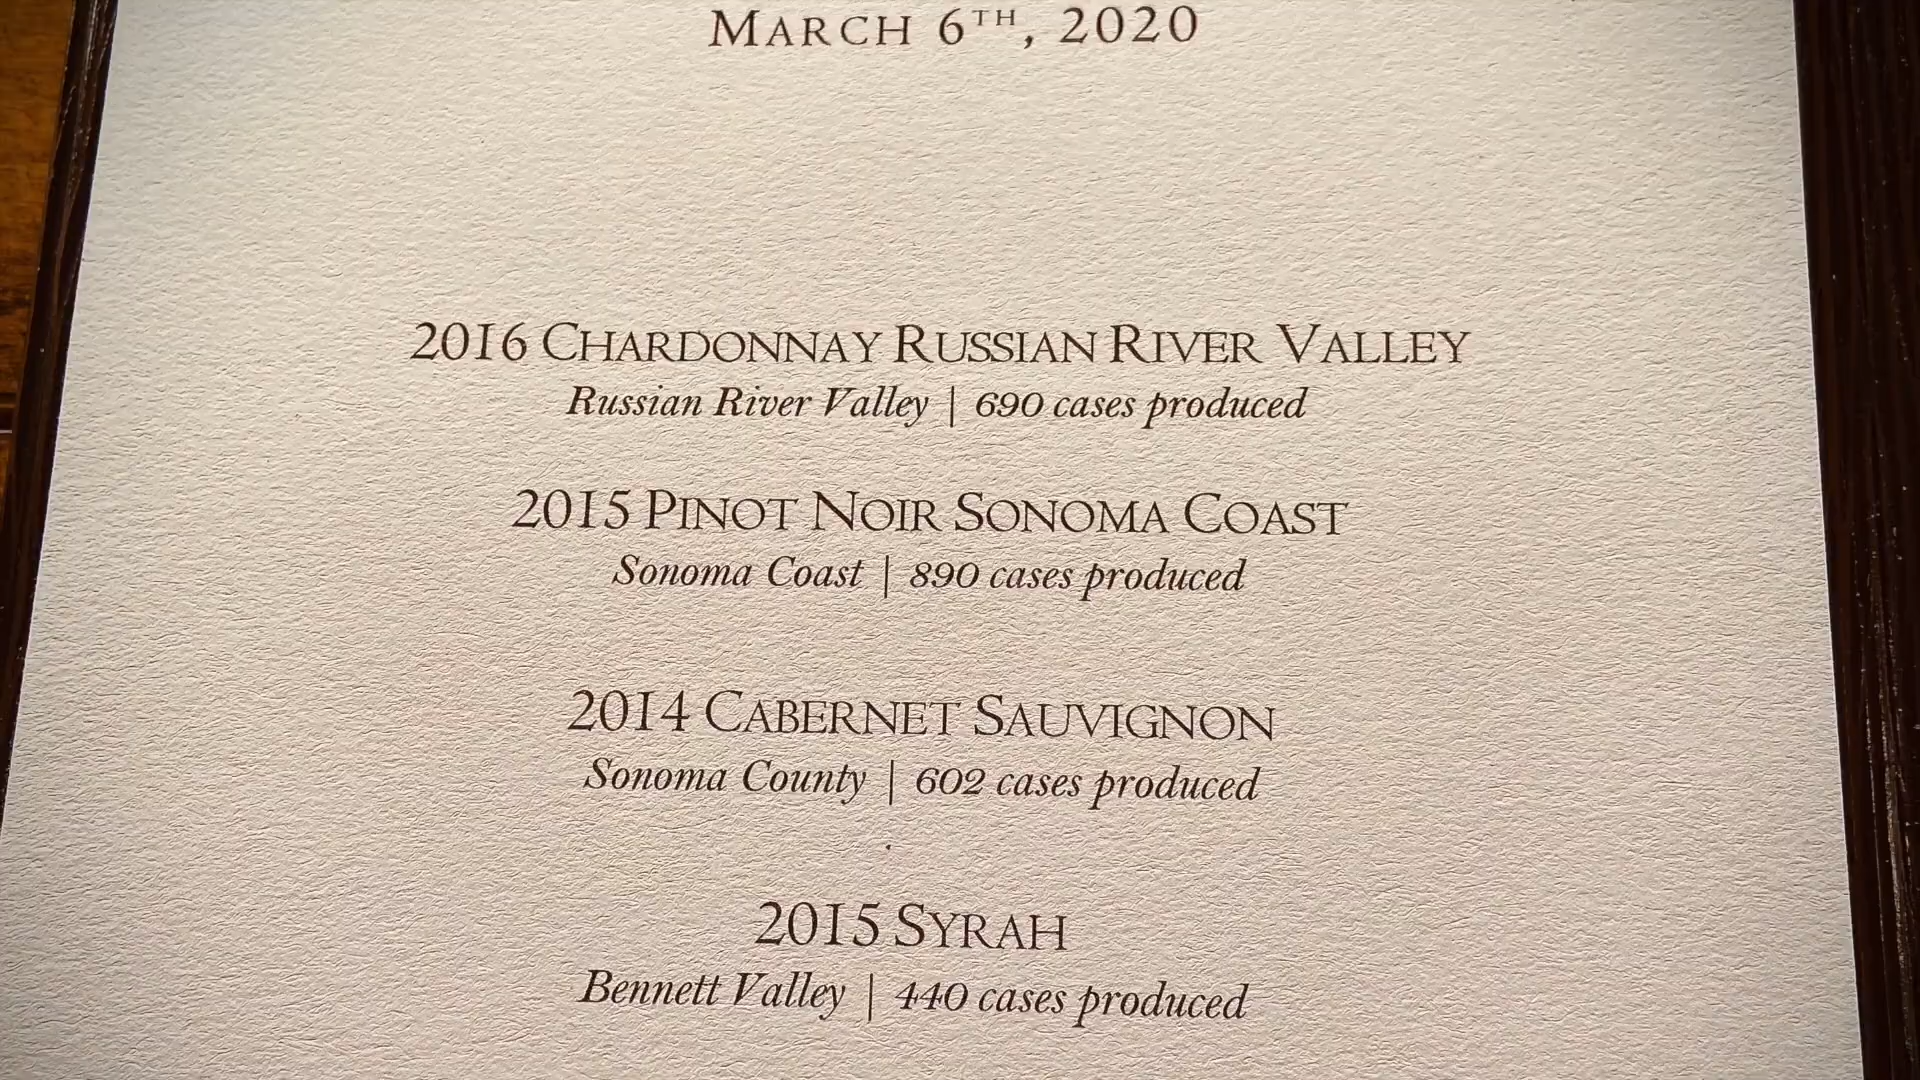 MARCH 6TH, 2020
2016 CHARDONNAY RUSSIAN RIVER VALLEY
Russian River Valley | 690 cases produced
2015 PINOT NOIR SONOMA COAST
Sonoma Coast | 890 cases produced
2014 CABERNET SAUVIGNON
Sonoma County | 602 cases produced
2015 SYRAH
Bennett Valley | 440 cases produced